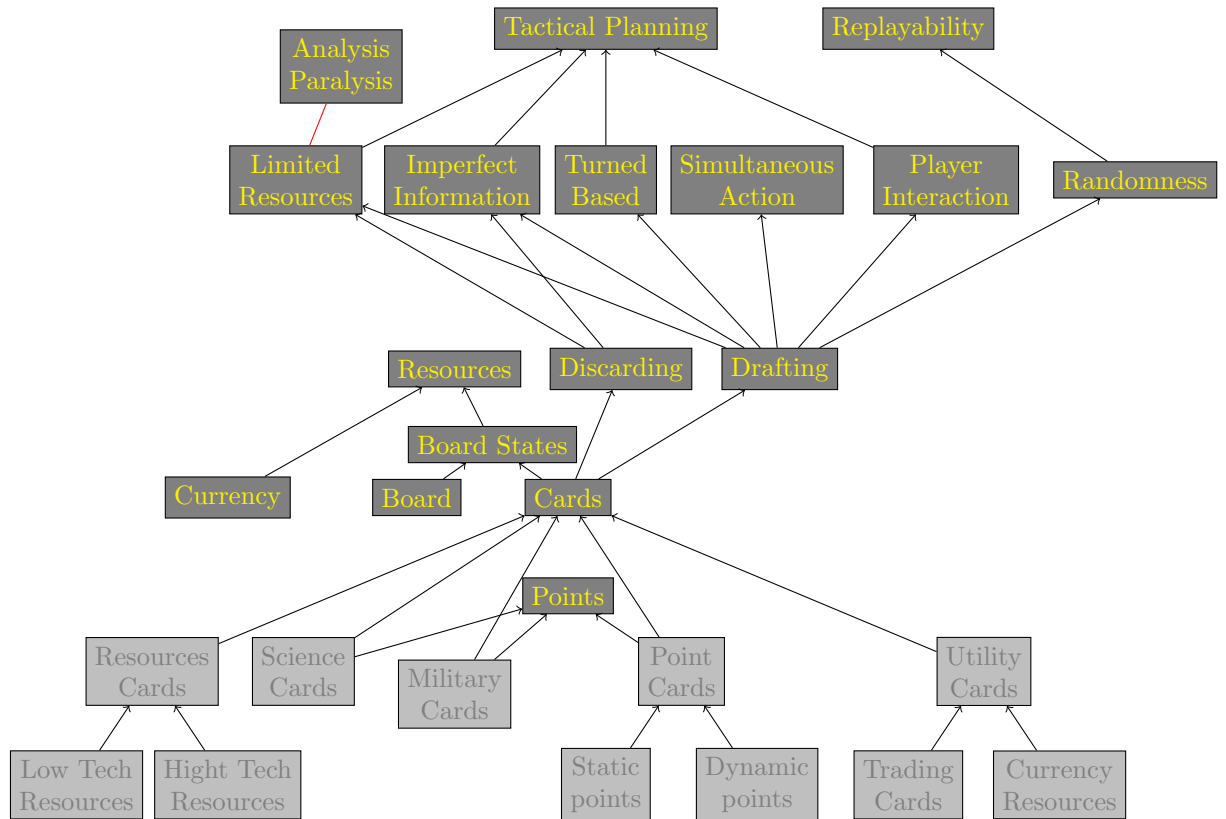 Tactical Planning
Replayability
Analysis
Paralysis
Limited
Resources
Imperfect
Information
Turned
Based
Simultaneous
Action
Player
Interaction
Randomness
Resources
Discarding
Drafting
Board States
Currency
Board
Cards
Points
Resources
Cards
Science
Cards
Military
Cards
Point
Cards
Utility
Cards
Low Tech
Resources
Hight Tech
Resources
Static
points
Dynamic
points
Trading
Cards
Currency
Resources